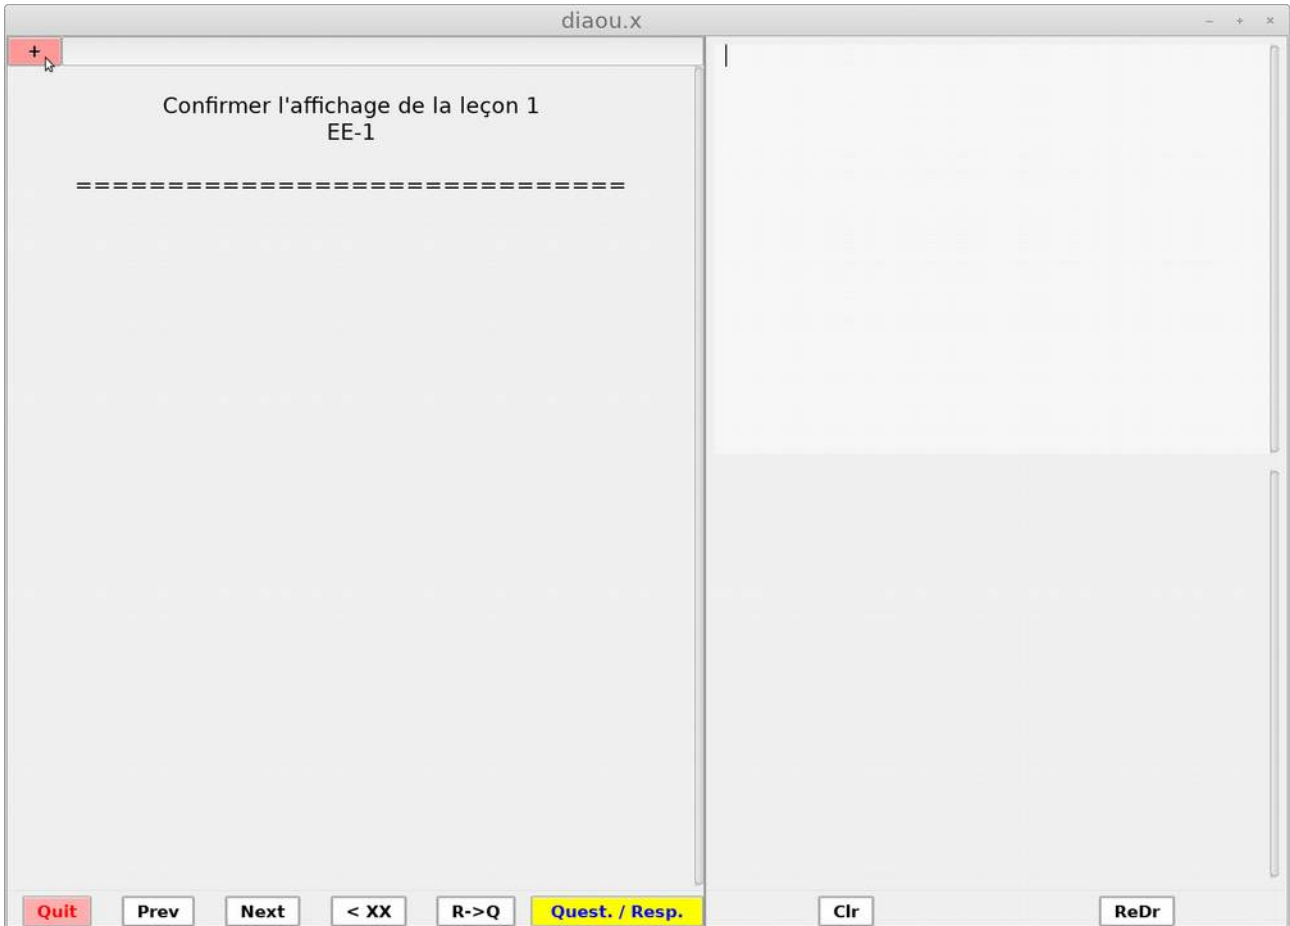 diaou.x
+
Confirmer l'affichage de la leçon 1
EE-1
==============================
Quit Prev Next < XX R->Q Quest. / Resp. Clr ReDr